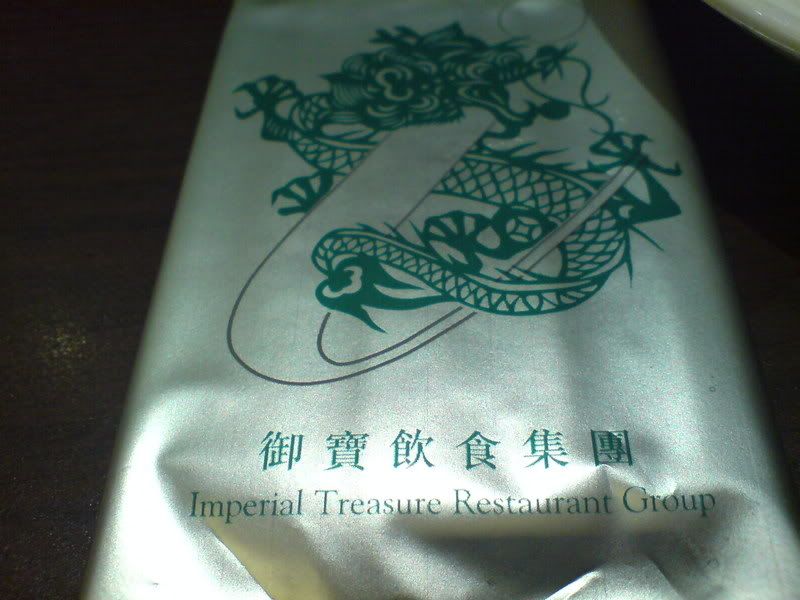 御寶飲食集團
Imperial Treasure Restaurant Group